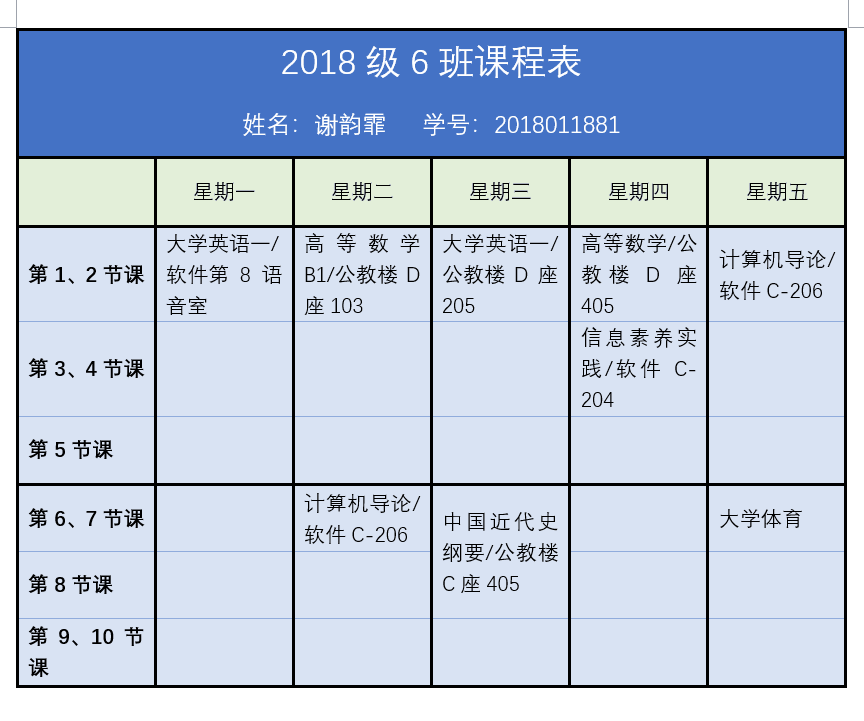 2018 级 6 班课程表
姓名：谢韵霏 学号：2018011881
星期一 星期二 星期三 星期四 星期五
第 1、2 节课
大学英语一/
软件第 8 语
音室
高等数学
B1/公教楼 D
座 103
大学英语一/
公教楼 D 座
205
高等数学/公
教楼 D 座
405
计算机导论/
软件 C-206
第 3、4 节课
信息素养实
践/软件 C-
204
第 5 节课
第 6、7 节课
计算机导论/
软件 C-206
中国近代史
纲要/公教楼
C 座 405
大学体育
第 8 节课
第 9、10 节
课